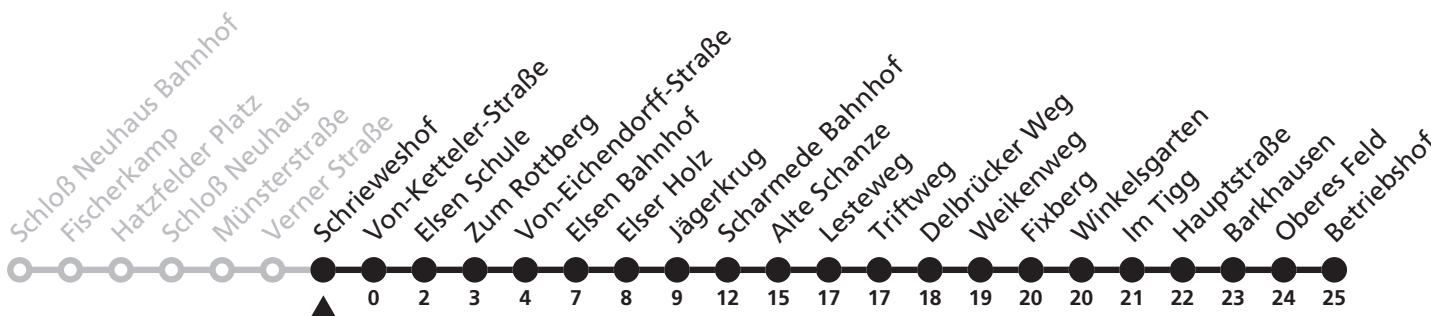 Schloß Neuhaus Bahnhof
Fischerkamp
Hatzfelder Platz
Schloß Neuhaus
Münsterstraße
Verner Straße
Schrieweshof
Von-Ketteler-Straße
Elsen Schule
Zum Rottberg
Von-Eichendorff-Straße
Elsen Bahnhof
Elser Holz
Jägerkrug
Scharmede Bahnhof
Alte Schanze
Lesteweg
Triftweg
Delbrücker Weg
Weikenweg
Fixberg
Winkelsgarten
Im Tigg
Hauptstraße
Barkhausen
Oberes Feld
Betriebshof
0 2 3 4 7 8 9 12 15 17 17 18 19 20 20 21 22 23 24 25